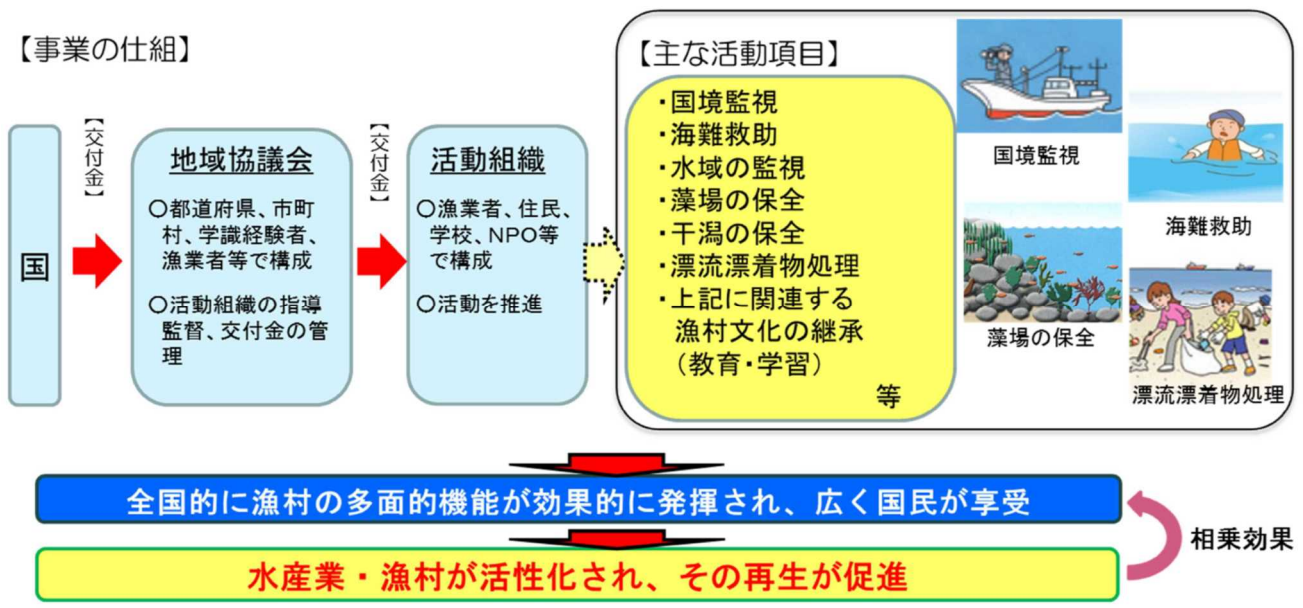 【事業の仕組】
国
【交付金】
地域協議会
○都道府県、市町
村、学識経験者、
漁業者等で構成
○活動組織の指導
監督、交付金の管
理
【交付金】
活動組織
○漁業者、住民、
学校、NPO等
で構成
○活動を推進
【主な活動項目】
・国境監視
・海難救助
・水域の監視
・藻場の保全
・干潟の保全
・漂流漂着物処理
・上記に関連する
漁村文化の継承
（教育・学習）
等
国境監視
海難救助
藻場の保全
漂流漂着物処理
全国的に漁村の多面的機能が効果的に発揮され、広く国民が享受
水産業・漁村が活性化され、その再生が促進
相乗効果